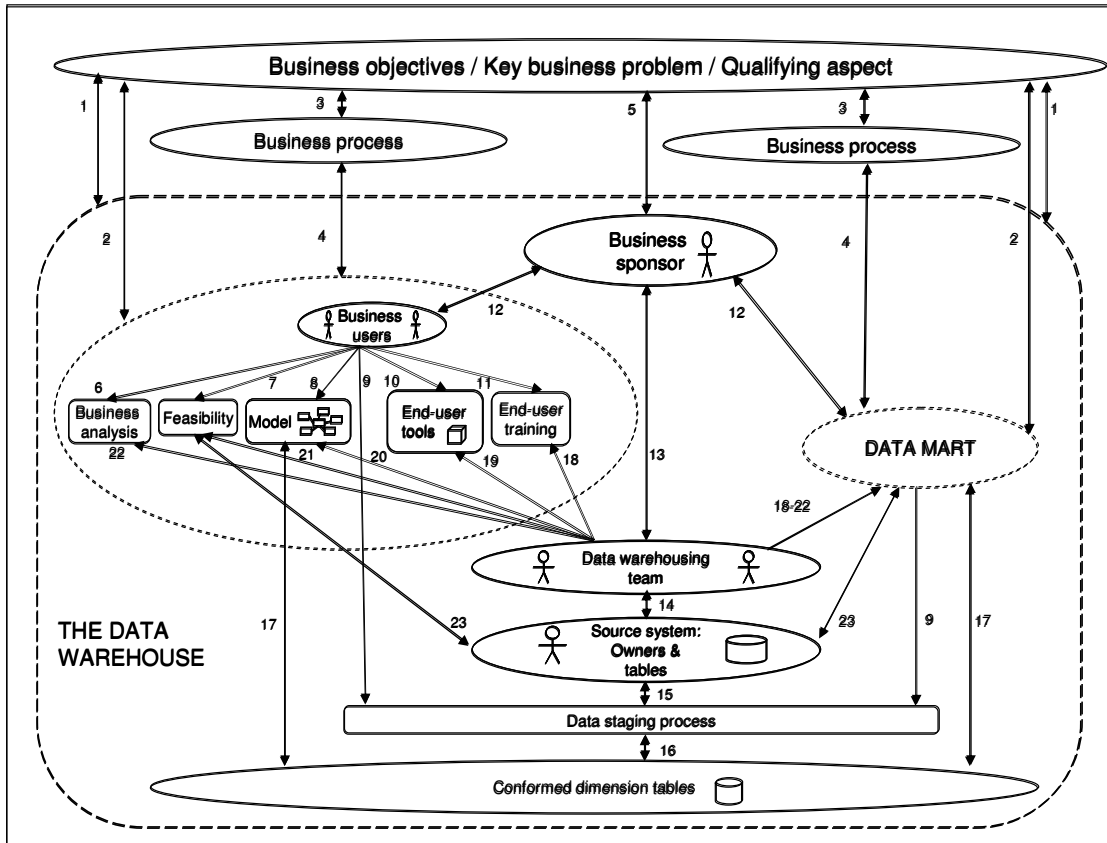 Business objectives / Key business problem / Qualifying aspect
1
3
5
3
1
Business process
Business process
2
4
Business
sponsor
4
2
12
12
Business
users
6
7
8
9
10
11
Business
analysis
Feasibility
Model
End-user
tools
End-user
training
DATA MART
22
21
20
19
18
13
18-22
Data warehousing
team
14
17
23
23
9
17
THE DATA
WAREHOUSE
Source system:
Owners &
tables
15
Data staging process
16
Conformed dimension tables